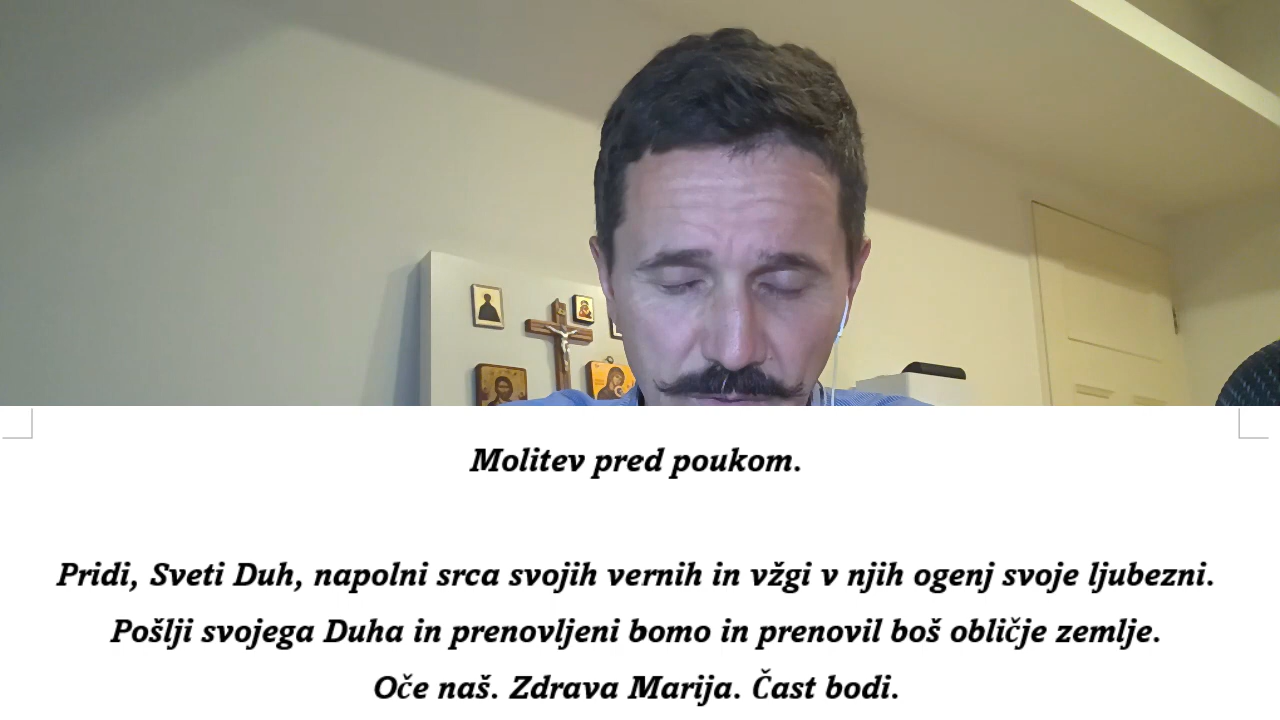 Molitev pred poukom.
Pridi, Sveti Duh, napolni srca svojih vernih in vžgi v njih ogenj svoje ljubezni.
Pošlji svojega Duha in prenovljeni bomo in prenovil boš obličje zemlje.
Oče naš. Zdrava Marija. Čast bodi.